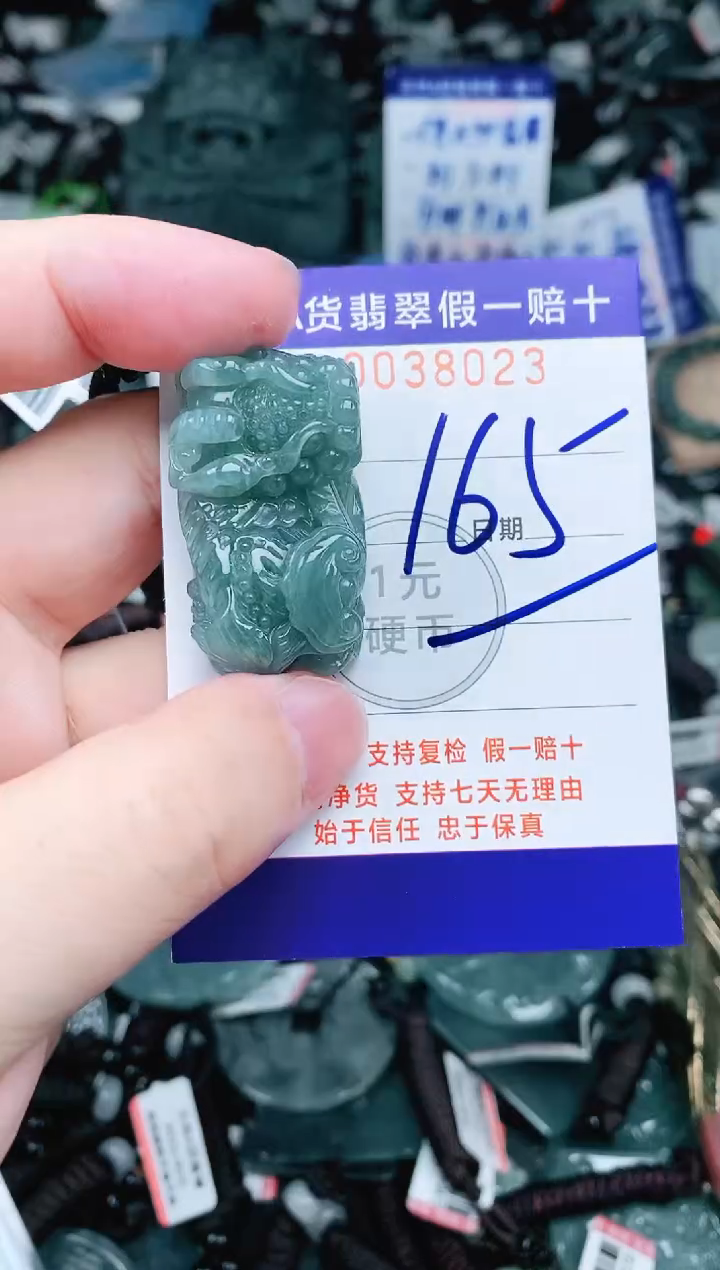 货翡翠假一赔十
0038023
165
日期
1元
硬币
支持复检 假一赔十
净货 支持七天无理由
始于信任 忠于保真